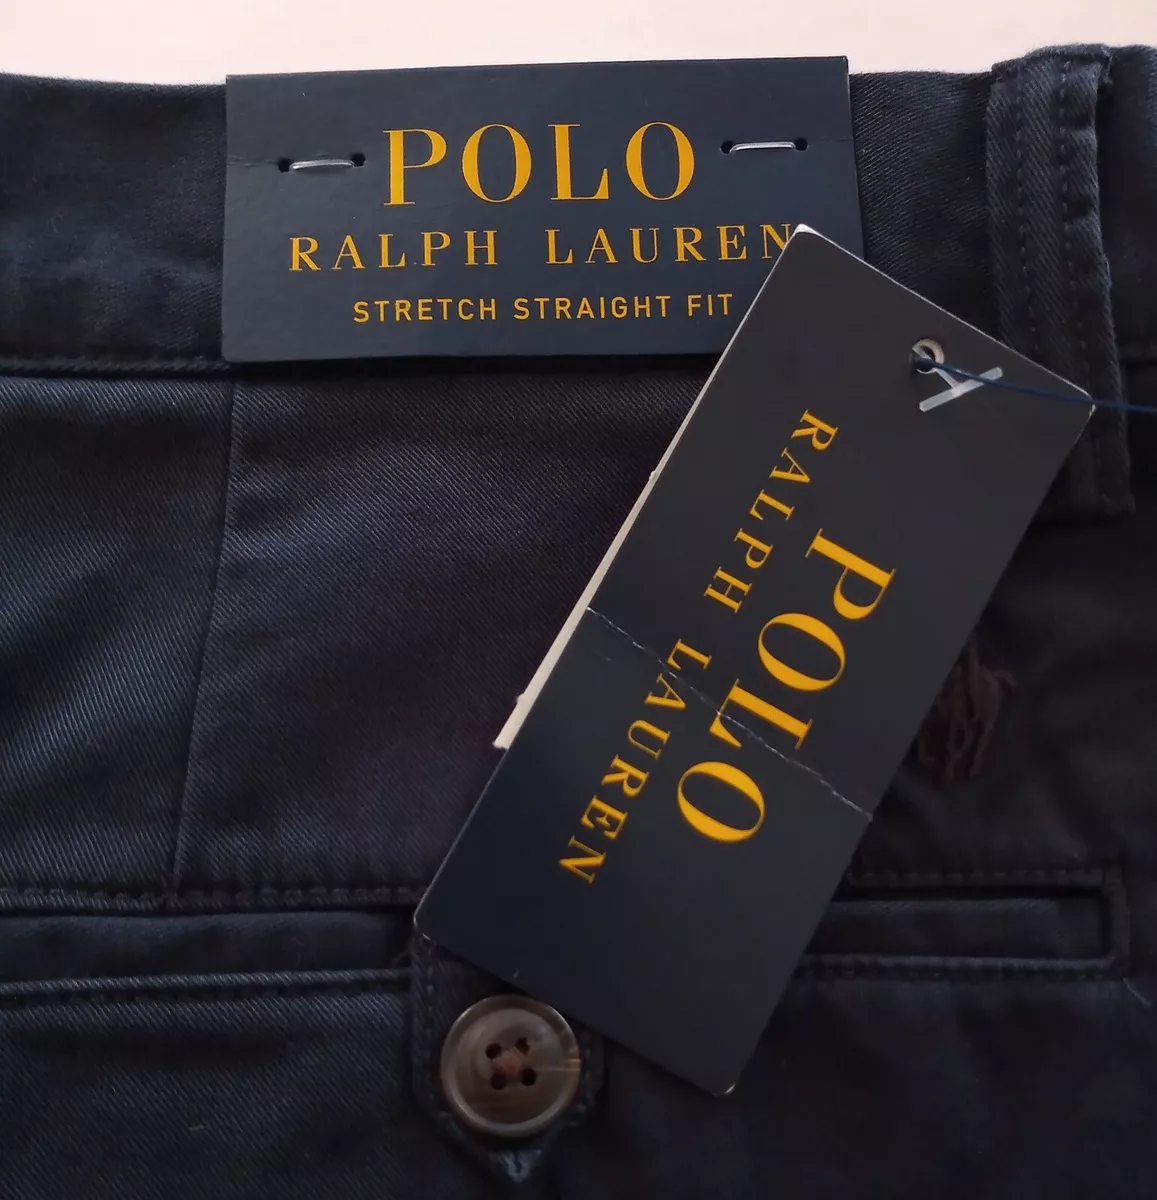 POLO
RALPH LAUREN
STRETCH STRAIGHT FIT
POLO
RALPH LAUREN